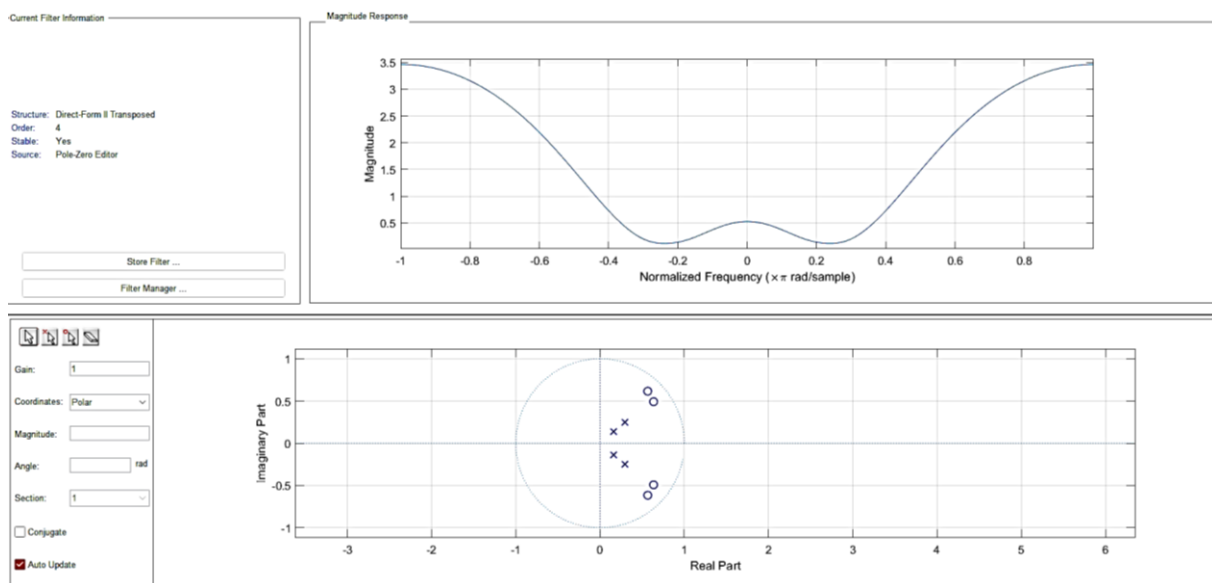 Current Filter Information
Structure: Direct-Form II Transposed
Order: 4
Stable: Yes
Source: Pole-Zero Editor
Store Filter ...
Filter Manager ...
Magnitude Response
3.5
3
2.5
2
1.5
1
0.5
Magnitude
-1 -0.8 -0.6 -0.4 -0.2 0 0.2 0.4 0.6 0.8
Normalized Frequency (×π rad/sample)
Gain: 1
Coordinates: Polar
Magnitude:
Angle: rad
Section: 1
Conjugate
Auto Update
1
0.5
0
-0.5
-1
Imaginary Part
-3 -2 -1 0 1 2 3 4 5 6
Real Part